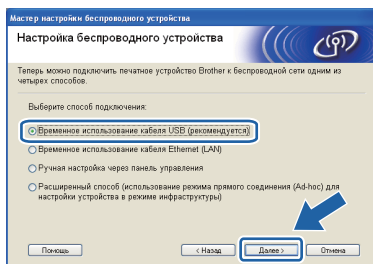 Мастер настройки беспроводного устройства
Настройка беспроводного устройства
Теперь можно подключить печатное устройство Brother к беспроводной сети одним из
четырех способов.
Выберите способ подключения:
Временное использование кабеля USB (рекомендуется)
Временное использование кабеля Ethernet (LAN)
Ручная настройка через панель управления
Расширенный способ (использование режима прямого соединения (Ad-hoc) для
настройки устройства в режиме инфраструктуры)
Помощь
< Назад
Далее >
Отмена